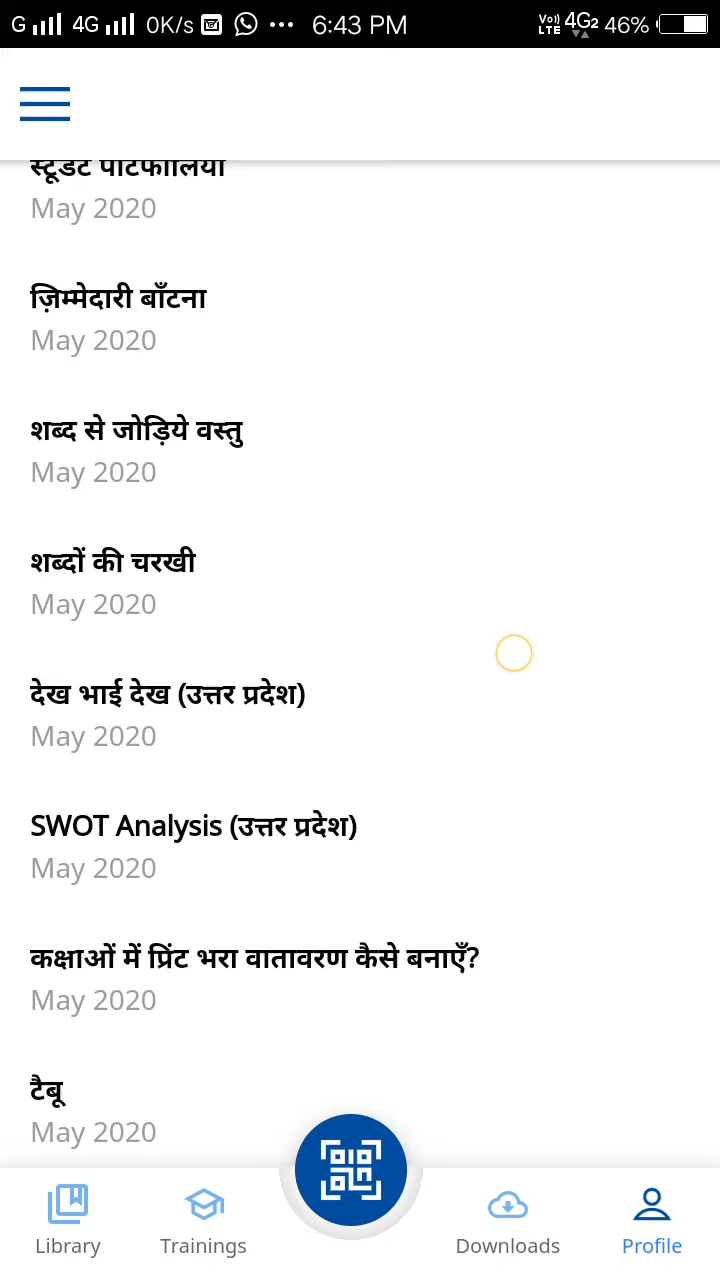 G 4G 0K/s 6:43 PM Vo)) LTE 4G2 46%
स्टूडेंट पोर्टफोलियो
May 2020
ज़िम्मेदारी बाँटना
May 2020
शब्द से जोड़िये वस्तु
May 2020
शब्दों की चरखी
May 2020
देख भाई देख (उत्तर प्रदेश)
May 2020
SWOT Analysis (उत्तर प्रदेश)
May 2020
कक्षाओं में प्रिंट भरा वातावरण कैसे बनाएँ?
May 2020
टैबू
May 2020
Library Trainings Downloads Profile